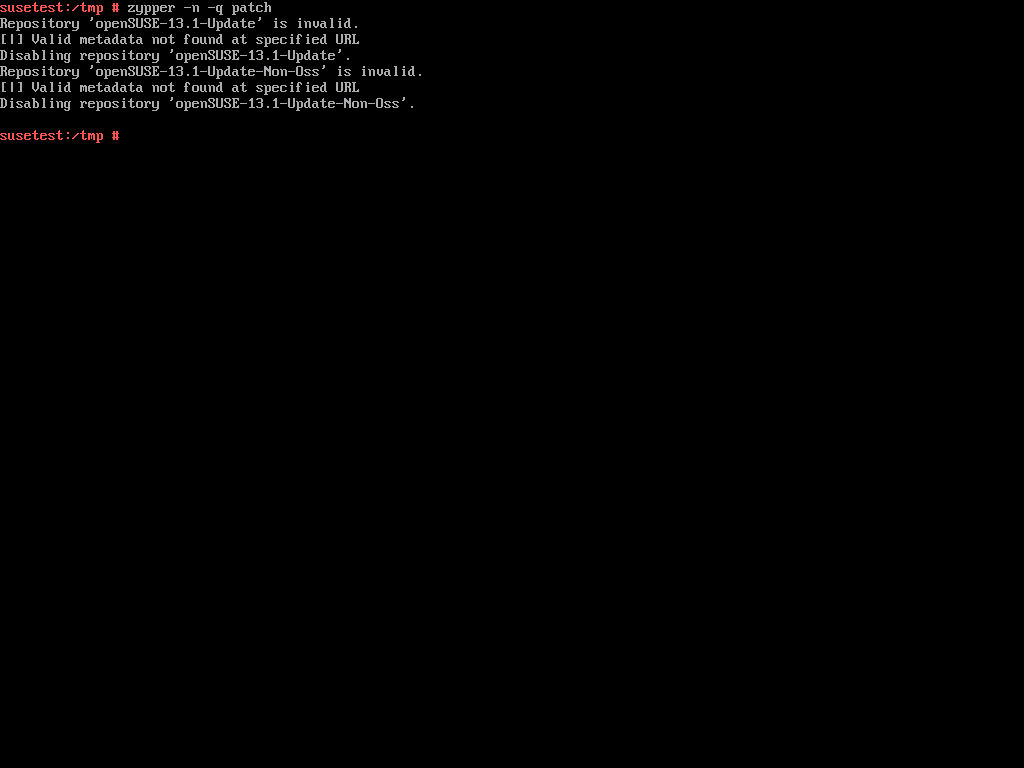 susetest:/tmp # zypper -n -q patch
Repository 'openSUSE-13.1-Update' is invalid.
[|] Valid metadata not found at specified URL
Disabling repository 'openSUSE-13.1-Update'.
Repository 'openSUSE-13.1-Update-Non-Oss' is invalid.
[|] Valid metadata not found at specified URL
Disabling repository 'openSUSE-13.1-Update-Non-Oss'.
susetest:/tmp #